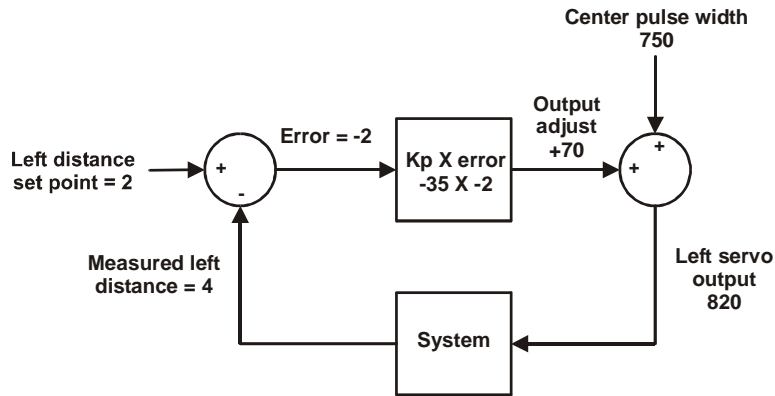 Center pulse width
750
Output
adjust
+70
Error = -2
Left distance
set point = 2
+
-
Kp X error
-35 X -2
+
+
Measured left
distance = 4
Left servo
output
820
System